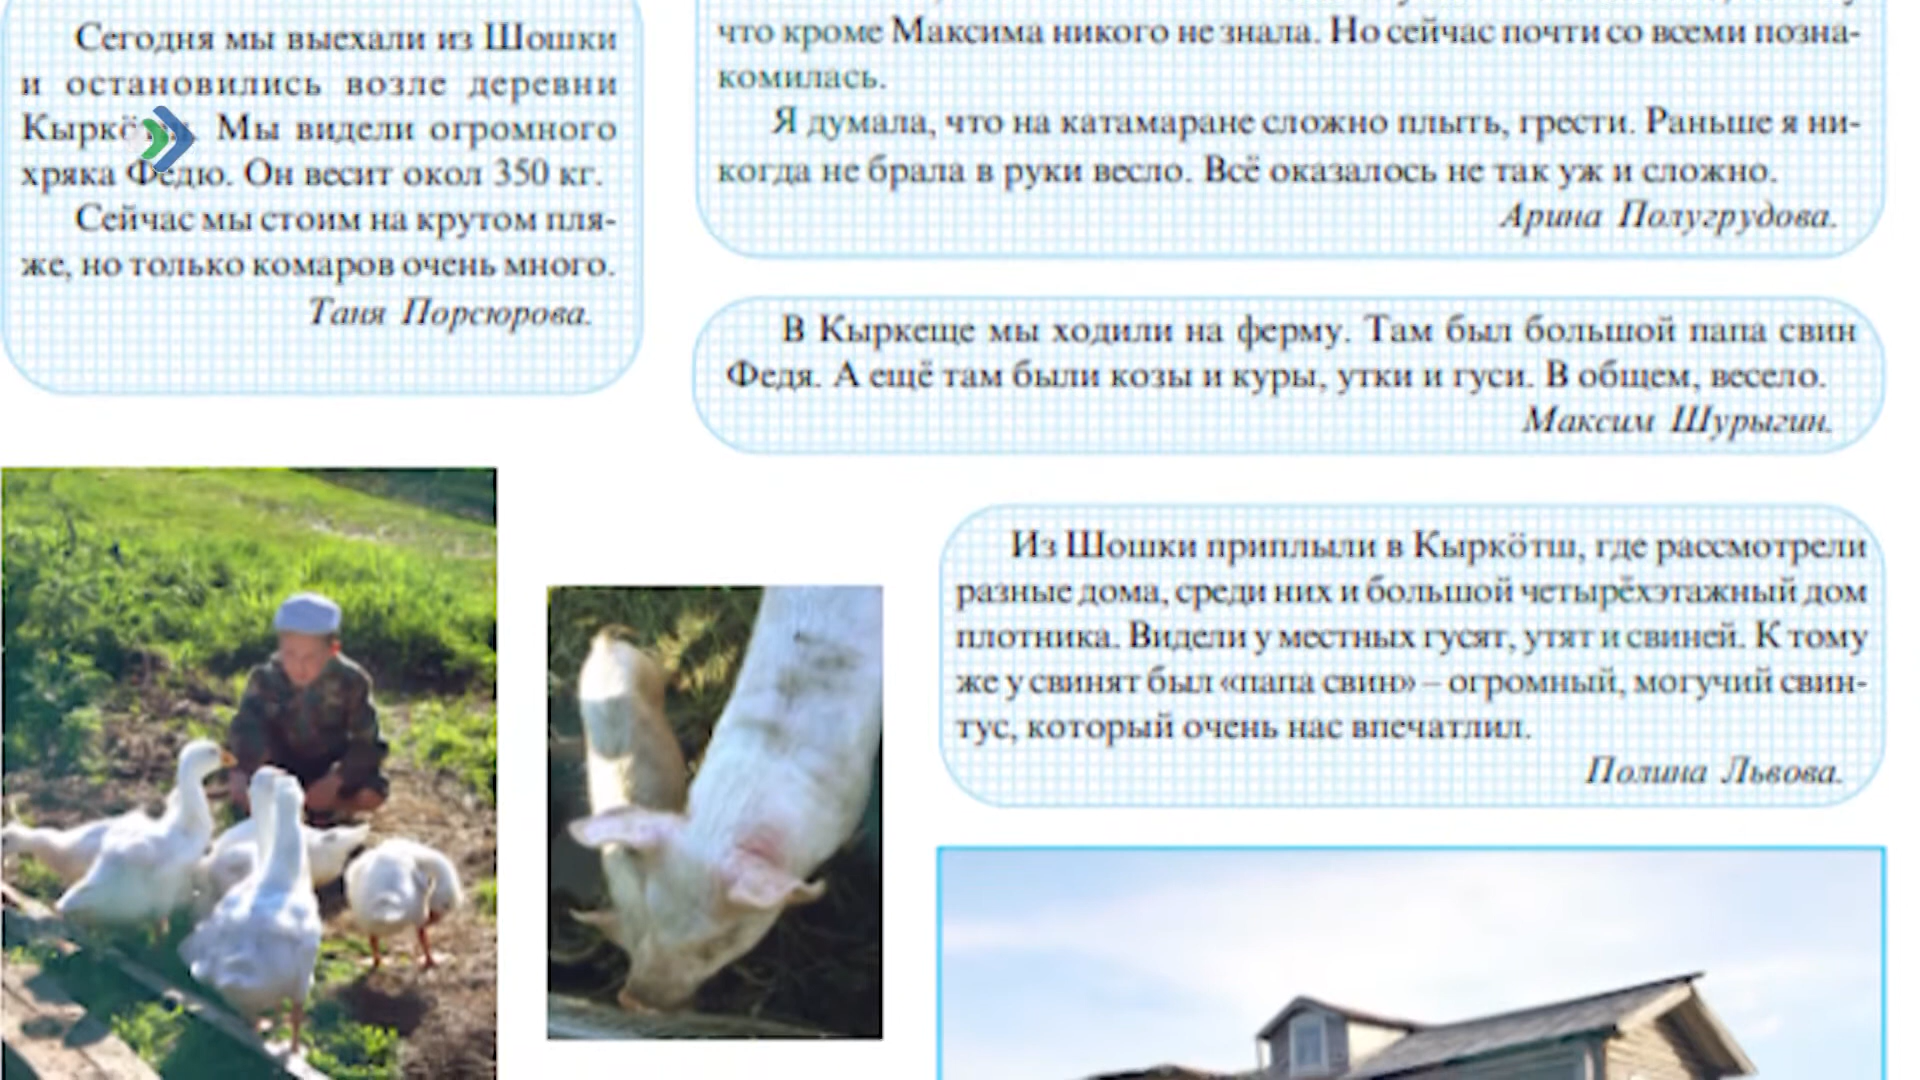 Сегодня мы выехали из Шошки
и остановились возле деревни
Мы видели огромного
хряка Федю. Он весит окол 350 кг.
Сейчас мы стоим на крутом пля-
же, но только комаров очень много.
Таня Порсюрова.
что кроме Максима никого не знала. Но сейчас почти со всеми позна-
комилась.
Я думала, что на катамаране сложно плыть, грести. Раньше я ни-
когда не брала в руки весло. Всё оказалось не так уж и сложно.
Арина Полугрудова.
В Кыркеще мы ходили на ферму. Там был большой папа свин
Федя. А ещё там были козы и куры, утки и гуси. В общем, весело.
Максим Шурыгин.
Из Шошки приплыли в Кыркӧтш, где рассмотрели
разные дома, среди них и большой четырёхэтажный дом
плотника. Видели у местных гусят, утят и свиней. К тому
же у свинят был «папа свин» – огромный, могучий свин-
тус, который очень нас впечатлил.
Полина Львова.